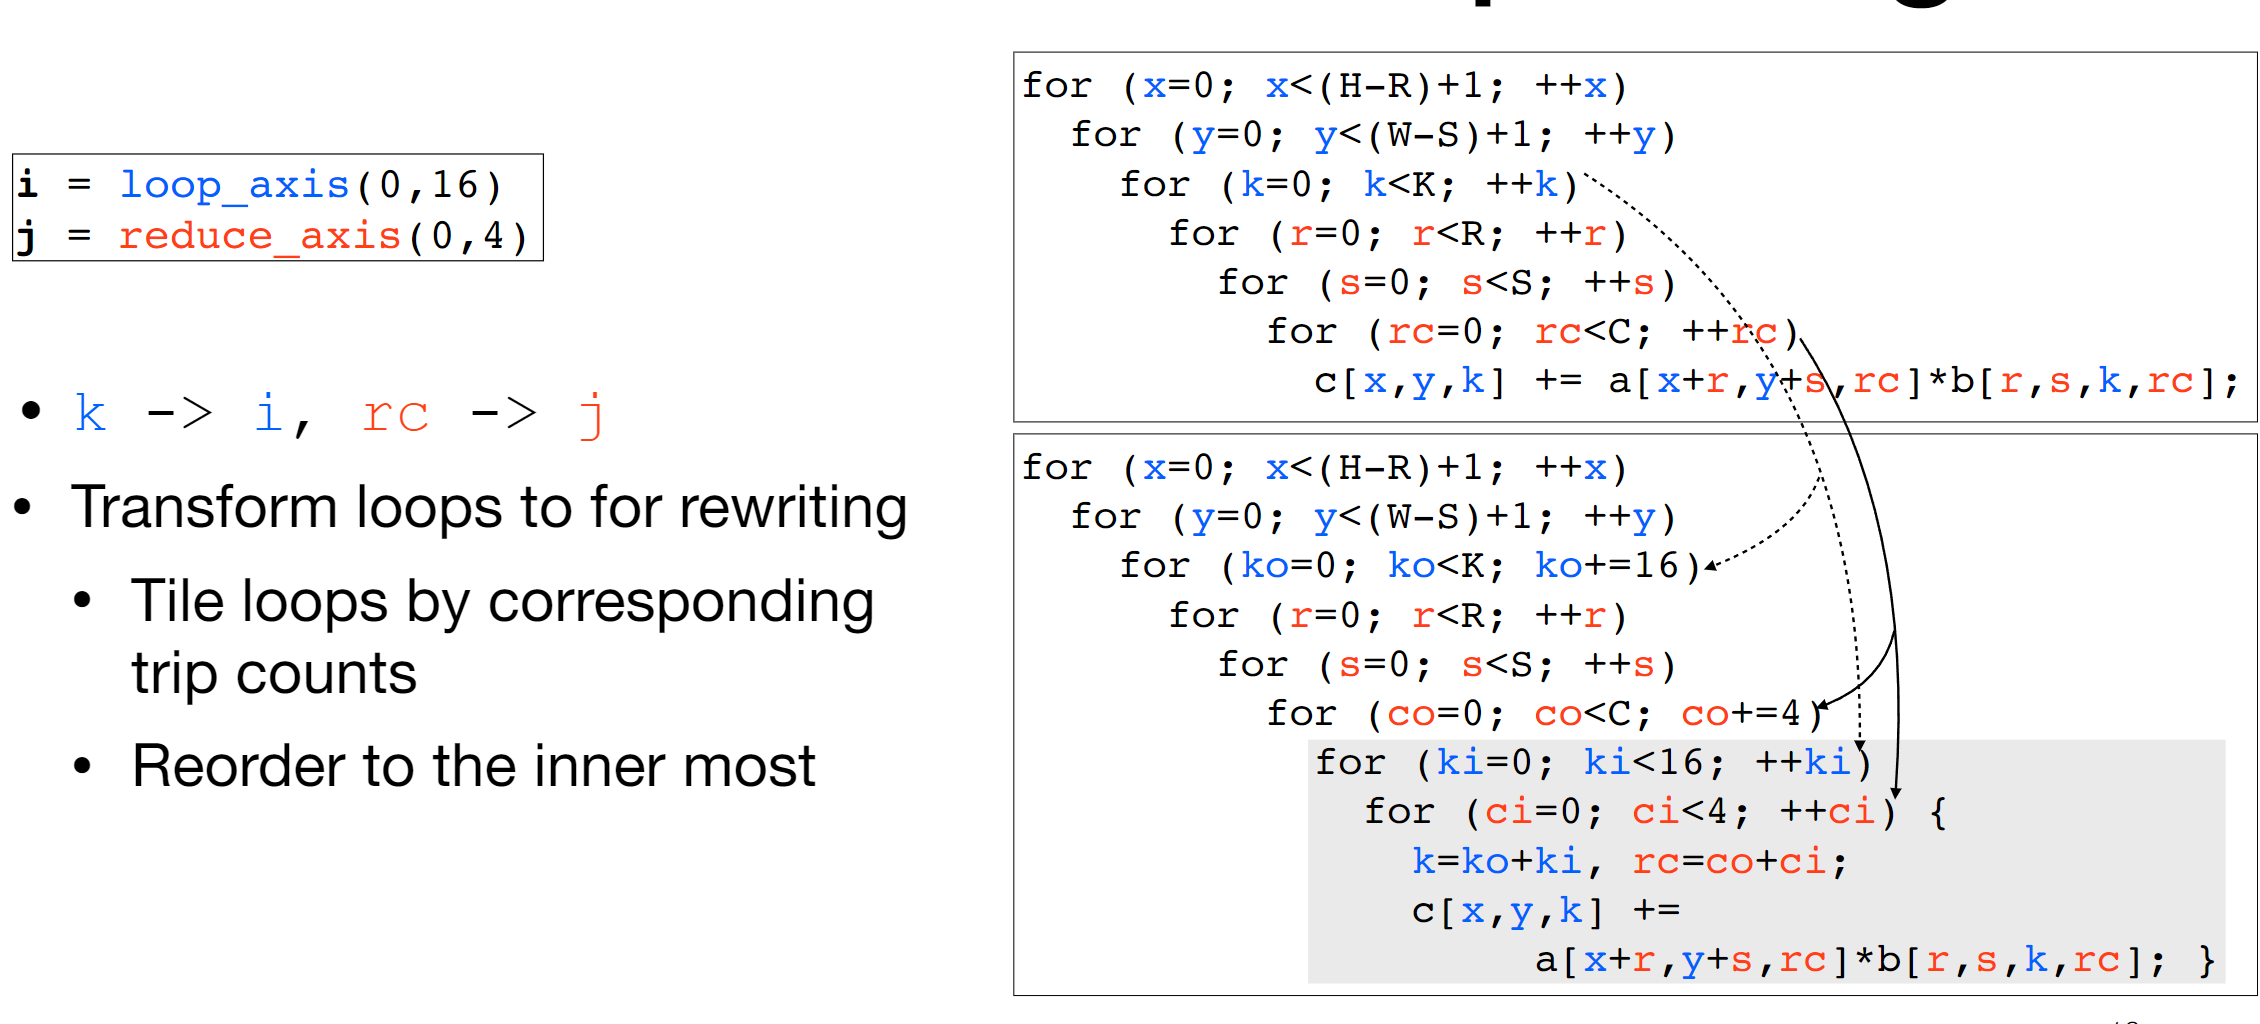 i = loop_axis(0,16)
j = reduce_axis(0,4)
• k -> i, rc -> j
• Transform loops to for rewriting
• Tile loops by corresponding
trip counts
• Reorder to the inner most
for (x=0; x<(H-R)+1; ++x)
for (y=0; y<(W-S)+1; ++y)
for (k=0; k<K; ++k)
for (r=0; r<R; ++r)
for (s=0; s<S; ++s)
for (rc=0; rc<C; ++rc)
c[x,y,k] += a[x+r,y+s,rc]*b[r,s,k,rc];
for (x=0; x<(H-R)+1; ++x)
for (y=0; y<(W-S)+1; ++y)
for (ko=0; ko<K; ko+=16)
for (r=0; r<R; ++r)
for (s=0; s<S; ++s)
for (co=0; co<C; co+=4)
for (ki=0; ki<16; ++ki)
for (ci=0; ci<4; ++ci) {
k=ko+ki, rc=co+ci;
c[x,y,k] +=
a[x+r,y+s,rc]*b[r,s,k,rc]; }